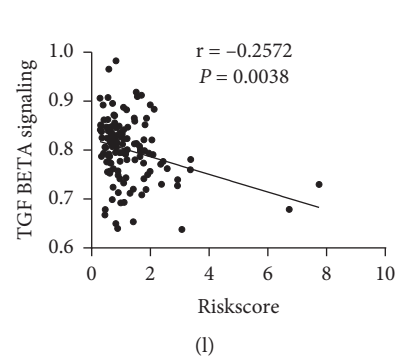 r = –0.2572
P = 0.0038
TGF BETA signaling
1.0
0.9
0.8
0.7
0.6
0 2 4 6 8 10
Riskscore
(l)